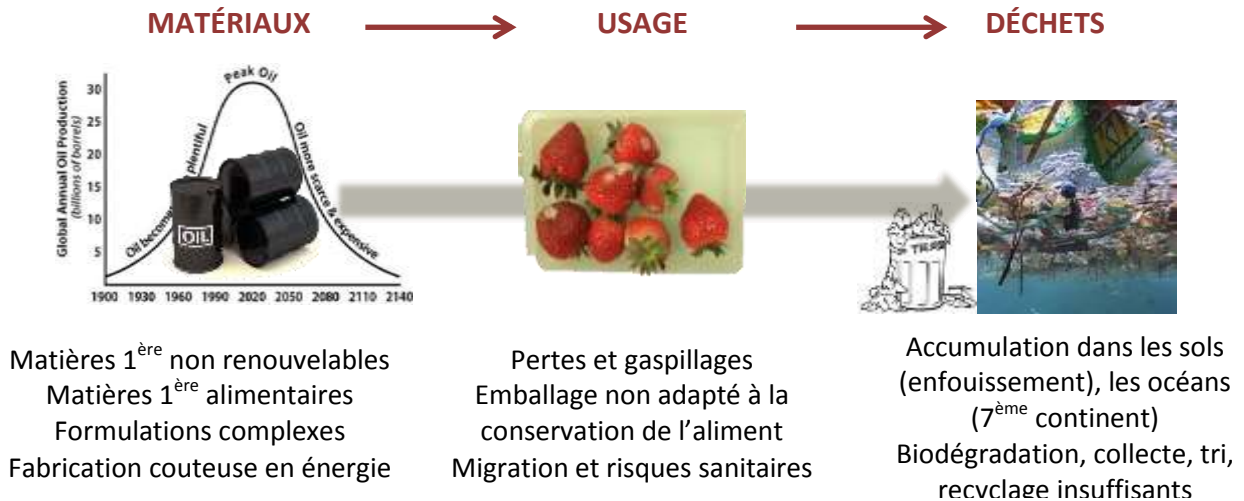 MATÉRIAUX
USAGE
DÉCHETS
Global Annual Oil Production
(billions of barrels)
30
25
20
15
10
5
Oil becomes plentiful
Peak Oil
Oil more scarce & expensive
OIL
1900 1930 1960 1990 2020 2050 2080 2110 2140
Matières 1ère non renouvelables
Matières 1ère alimentaires
Formulations complexes
Fabrication couteuse en énergie
Pertes et gaspillages
Emballage non adapté à la
conservation de l’aliment
Migration et risques sanitaires
Accumulation dans les sols
(enfouissement), les océans
(7ème continent)
Biodégradation, collecte, tri,
recyclage insuffisants